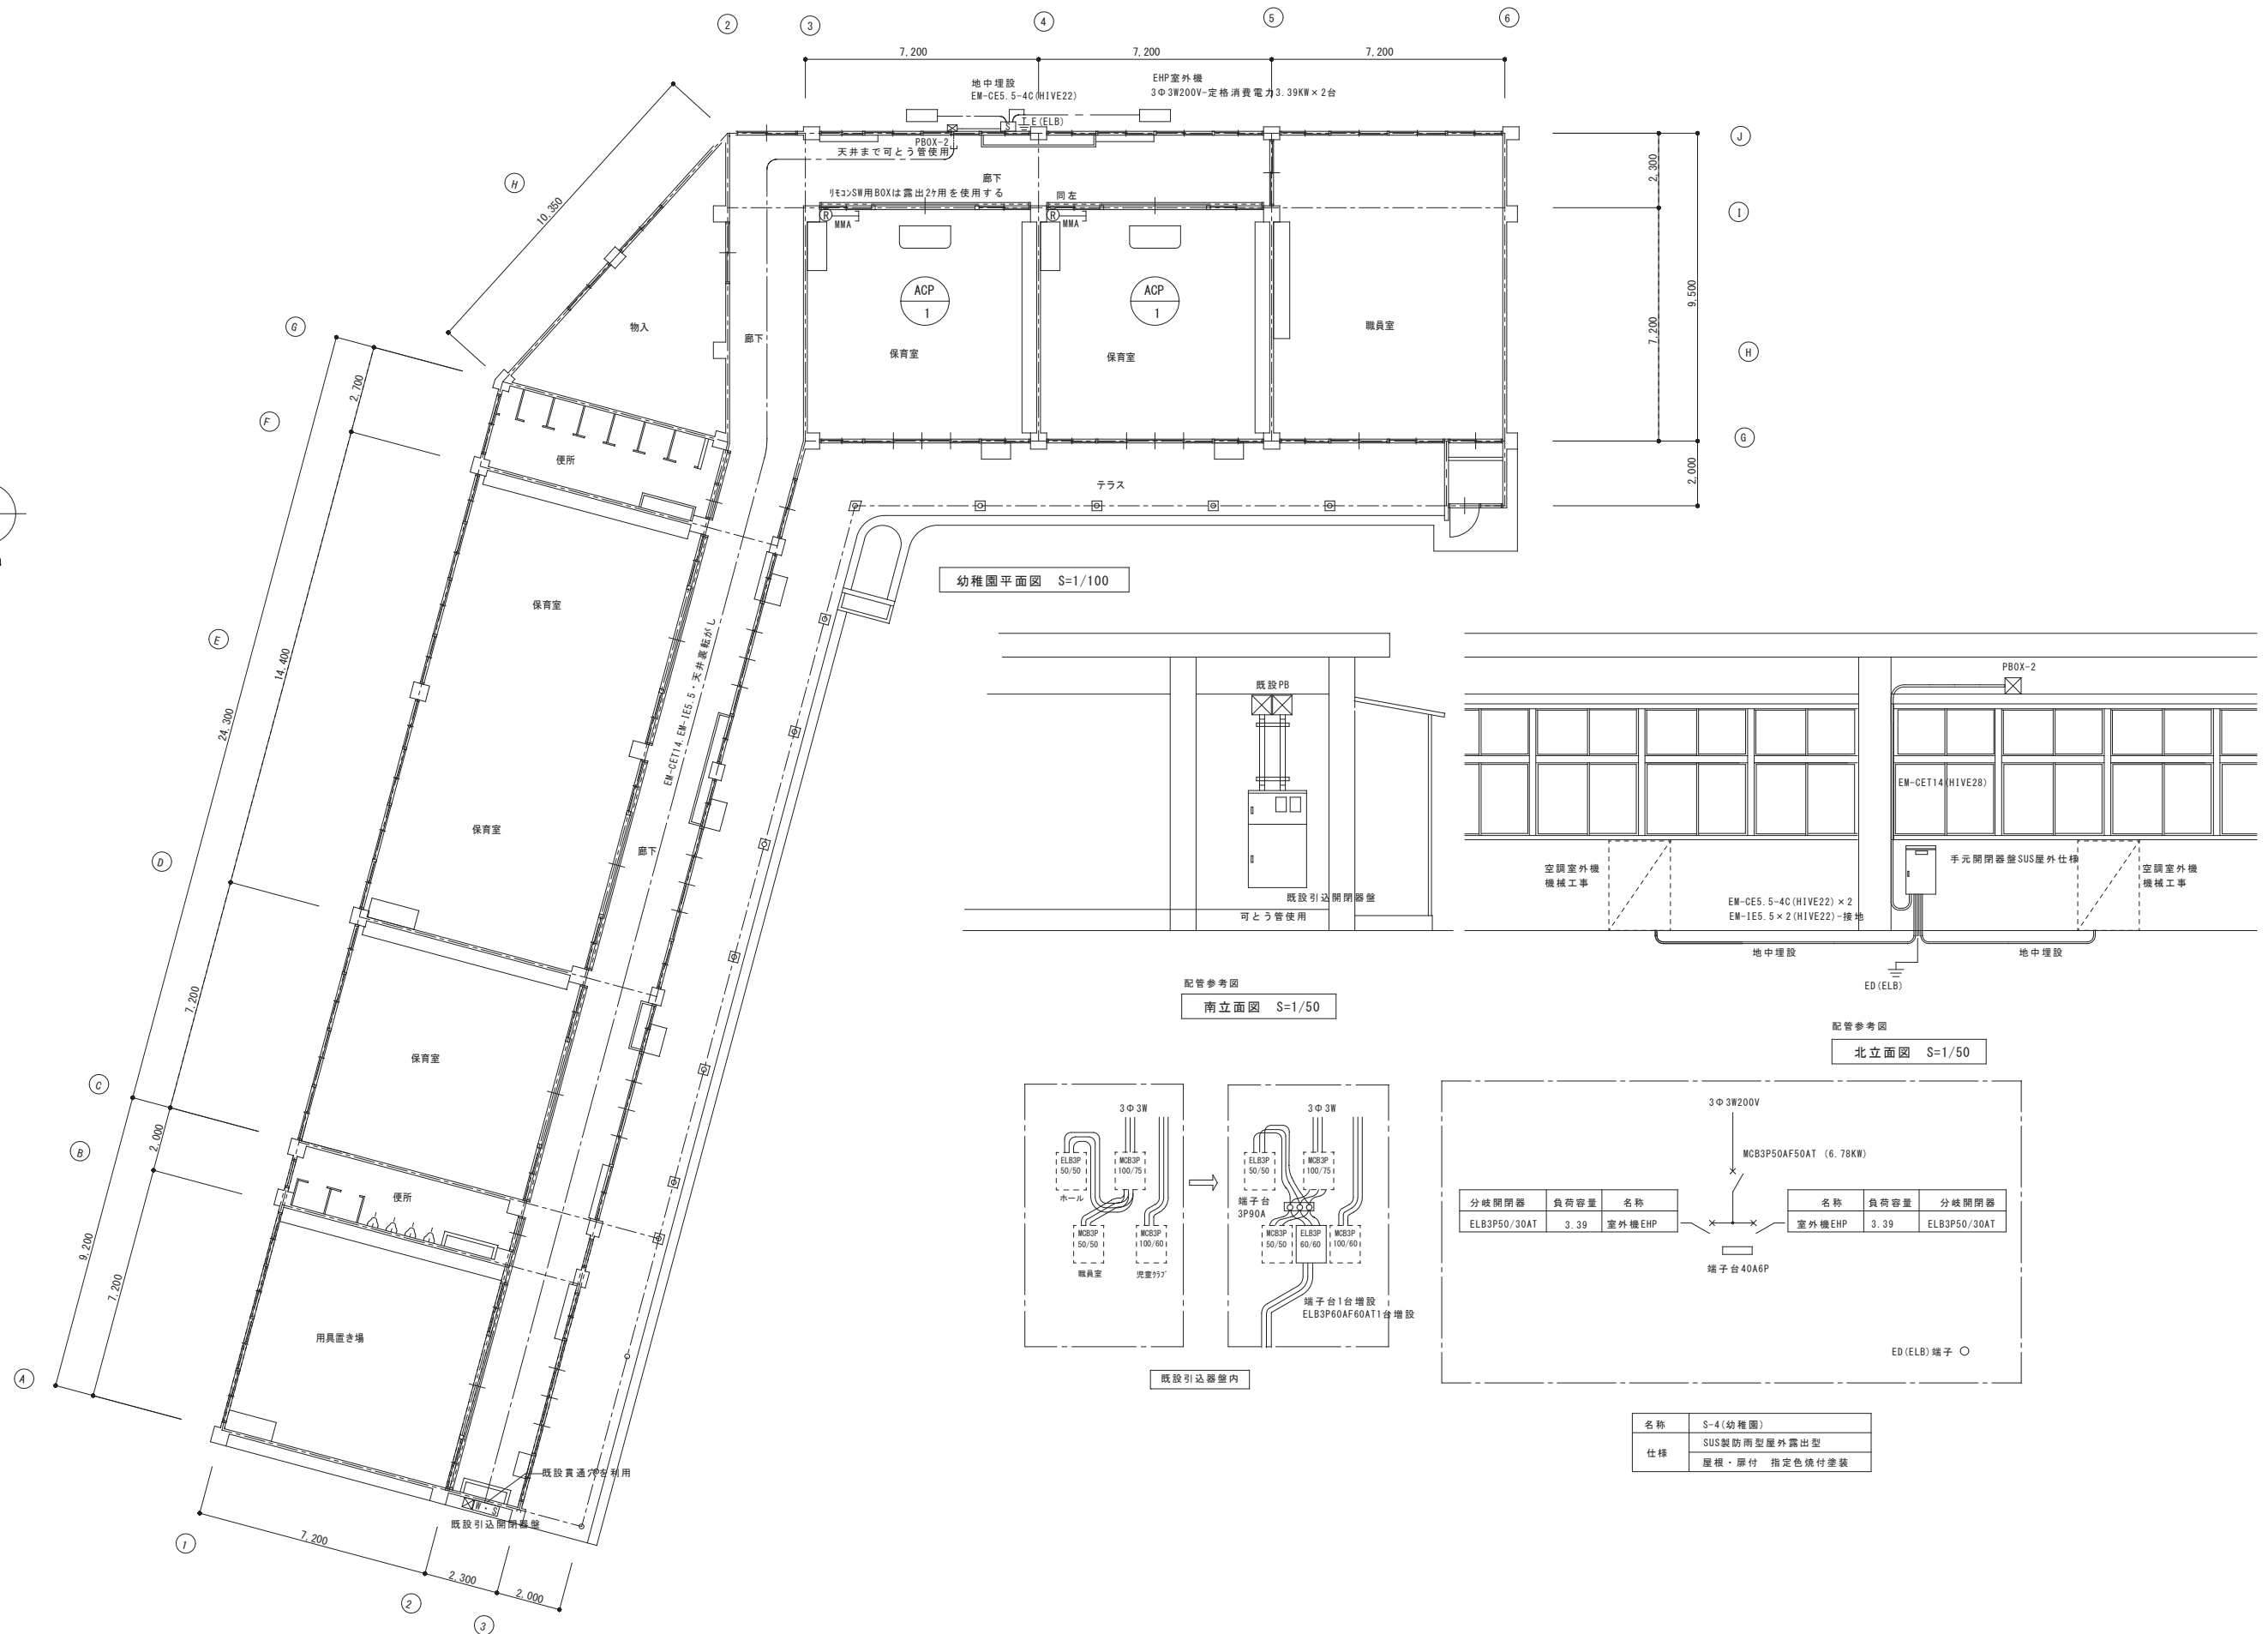 2
3
4
5
6
7,200
7,200
7,200
地中埋設
EM-CE5.5-4C(HIVE22)
EHP室外機
3Φ3W200V-定格消費電力3.39KW×2台
S
E(ELB)
PBOX-2
天井まで可とう管使用
廊下
リモコンSW用BOXは露出2ヶ用を使用する
同左
R
MMA
R
MMA
ACP
1
ACP
1
保育室
保育室
職員室
物入
廊下
J
I
H
G
2,300
7,200
9,500
2,000
H
10,350
G
F
2,700
便所
テラス
幼稚園平面図 S=1/100
保育室
E
14,400
24,300
EM-CET14.EM-IE5.5・天井裏転がし
保育室
廊下
D
7,200
保育室
C
B
2,000
便所
9,200
7,200
用具置き場
A
既設貫通穴を利用
W・S
既設引込開閉器盤
1
7,200
2
2,300
3
2,000
既設PB
既設引込開閉器盤
可とう管使用
配管参考図
南立面図 S=1/50
PBOX-2
EM-CET14(HIVE28)
手元開閉器盤SUS屋外仕様
空調室外機
機械工事
空調室外機
機械工事
EM-CE5.5-4C(HIVE22)×2
EM-IE5.5×2(HIVE22)-接地
地中埋設
地中埋設
ED(ELB)
配管参考図
北立面図 S=1/50
3Φ3W
ELB3P
50/50
ホール
MCB3P
100/75
MCB3P
50/50
職員室
MCB3P
100/60
児童クラブ
3Φ3W
ELB3P
50/50
MCB3P
100/75
端子台
3P90A
MCB3P
50/50
ELB3P
60/60
MCB3P
100/60
端子台1台増設
ELB3P60AF60AT1台増設
既設引込器盤内
3Φ3W200V
MCB3P50AF50AT (6.78KW)
分岐開閉器 負荷容量 名称
ELB3P50/30AT 3.39 室外機EHP
名称 負荷容量 分岐開閉器
室外機EHP 3.39 ELB3P50/30AT
端子台40A6P
ED(ELB)端子
名称 S-4(幼稚園)
仕様 SUS製防雨型屋外露出型
屋根・扉付 指定色焼付塗装